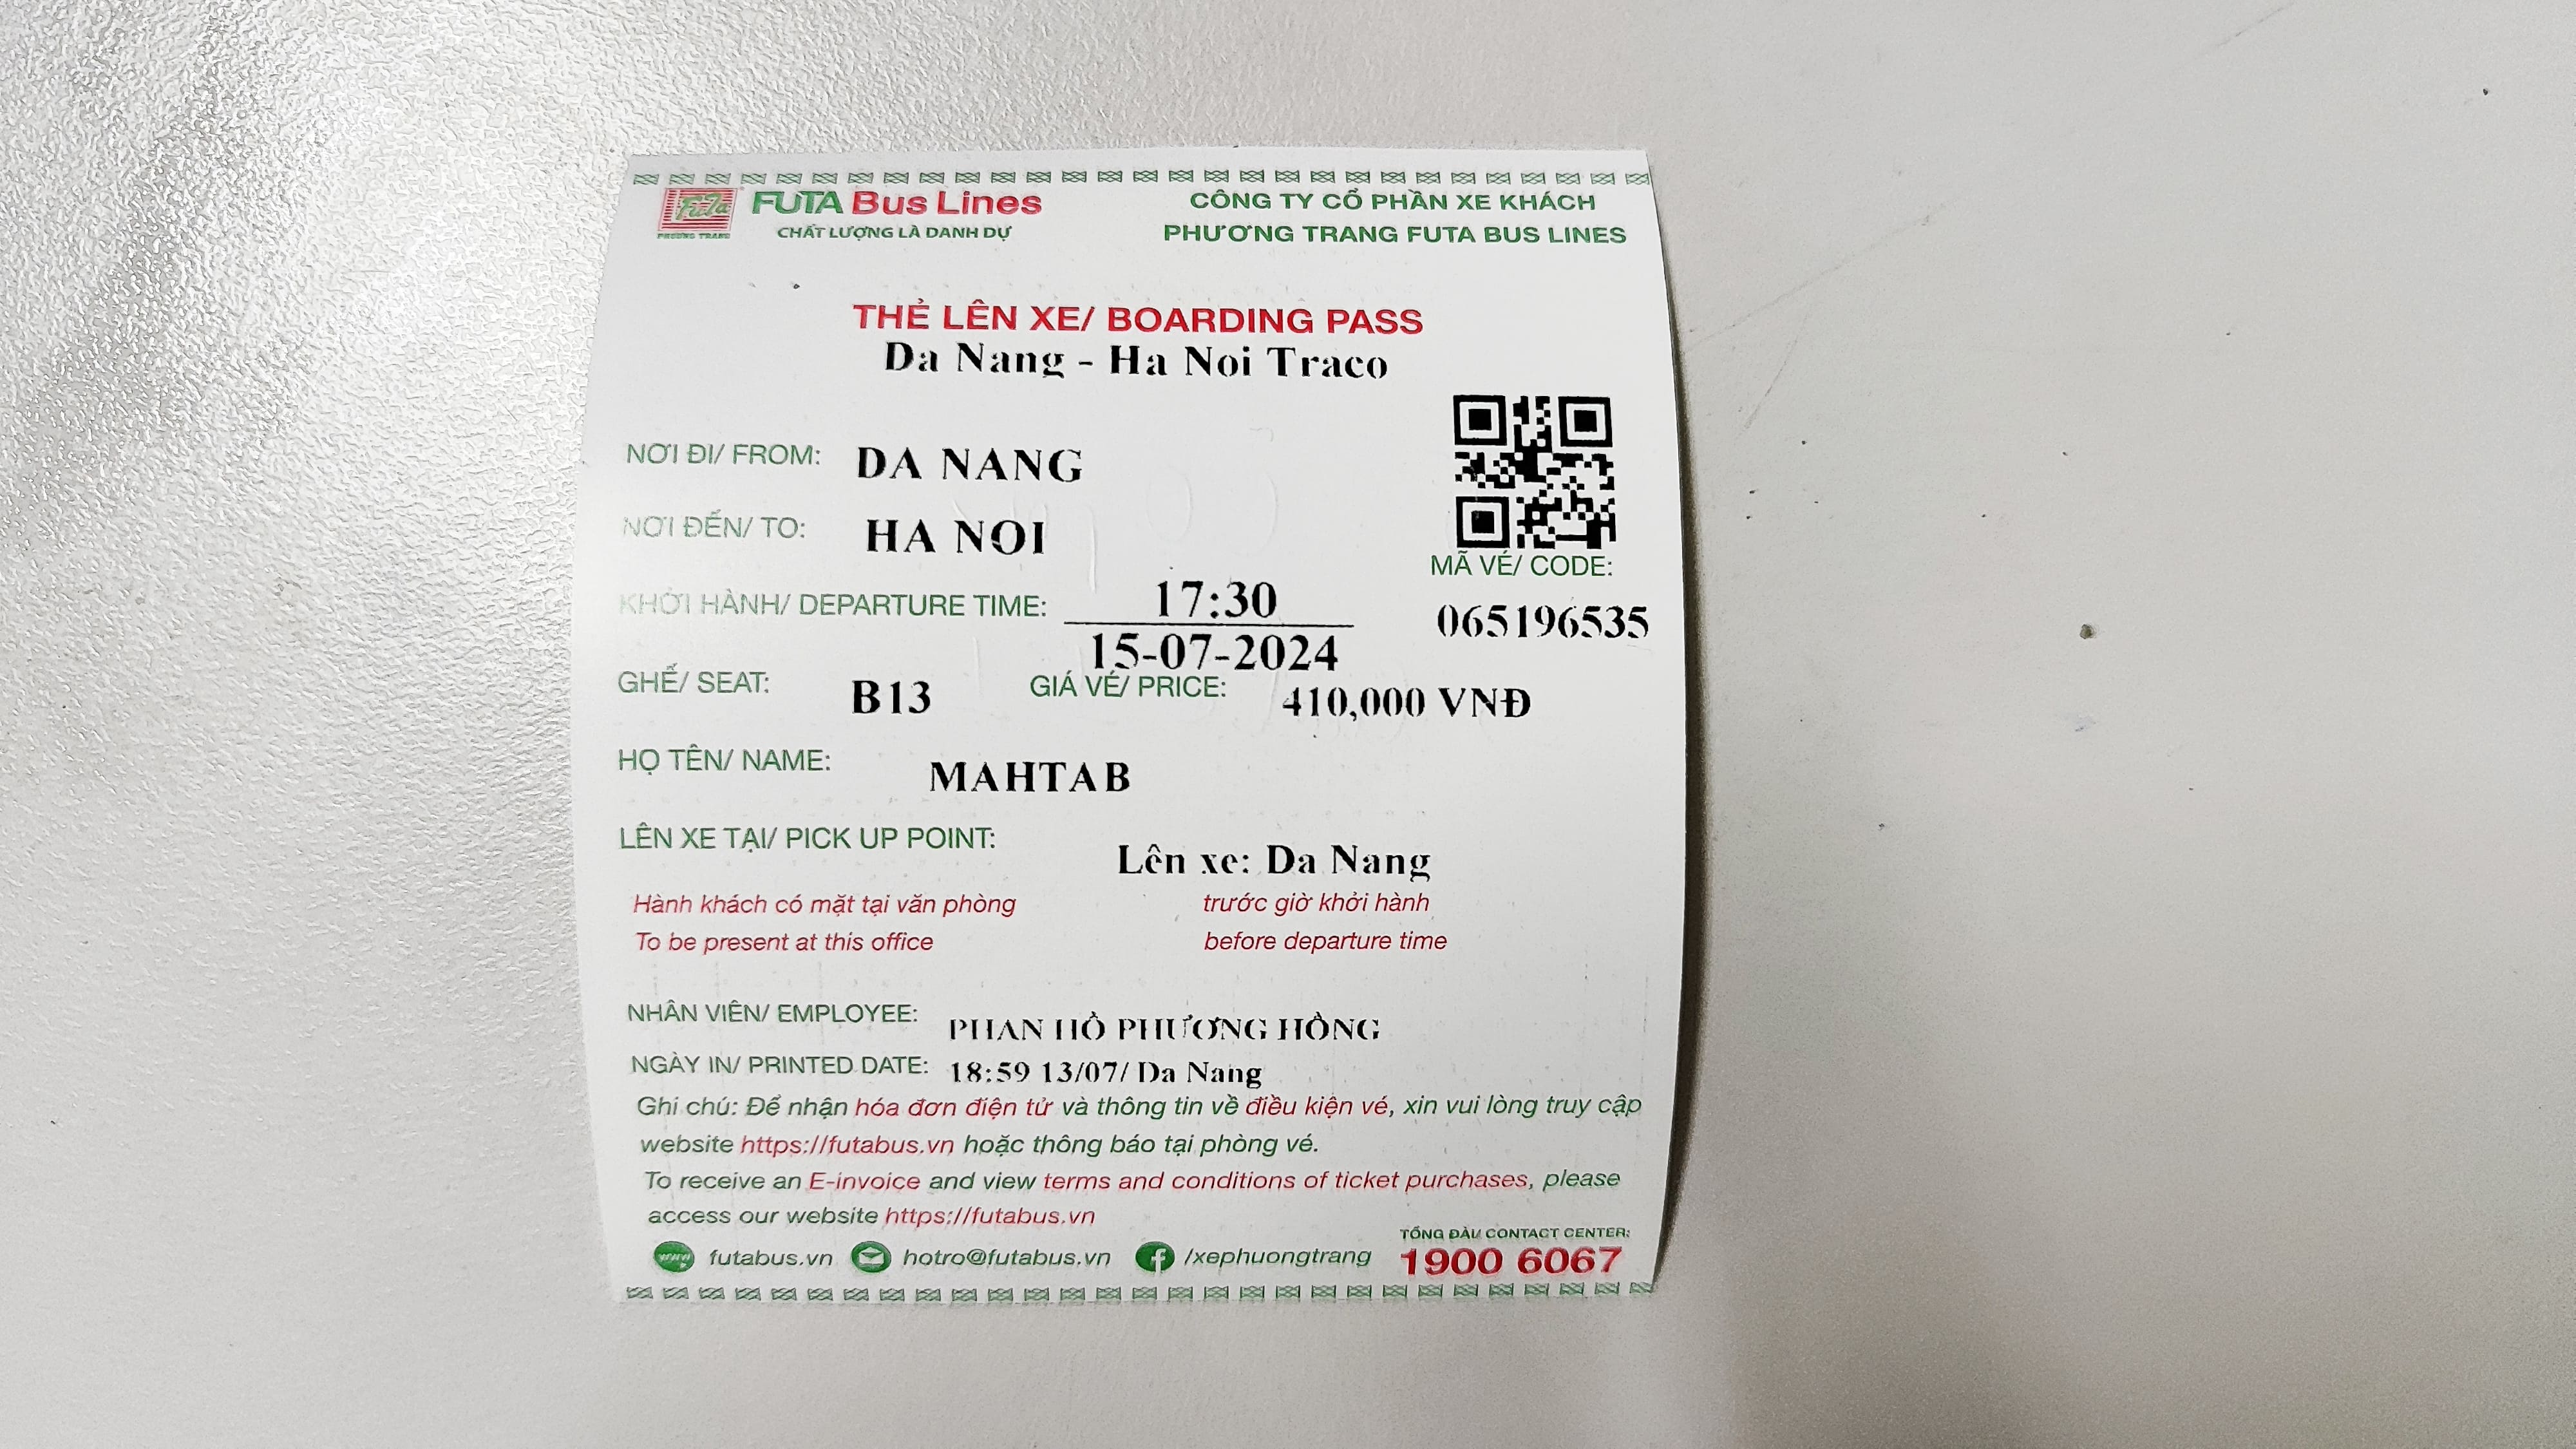 FUTA Bus Lines
CHẤT LƯỢNG LÀ DANH DỰ
CÔNG TY CỔ PHẦN XE KHÁCH
PHƯƠNG TRANG FUTA BUS LINES
FuTa
PHƯƠNG TRANG
THẺ LÊN XE/ BOARDING PASS
Da Nang - Ha Noi Traco
NƠI ĐI/ FROM: DA NANG
NƠI ĐẾN/ TO: HA NOI
MÃ VÉ/ CODE:
065196535
KHỞI HÀNH/ DEPARTURE TIME: 17:30
15-07-2024
GHẾ/ SEAT: B13 GIÁ VÉ/ PRICE: 410,000 VNĐ
HỌ TÊN/ NAME: MAHTAB
LÊN XE TẠI/ PICK UP POINT: Lên xe: Da Nang
Hành khách có mặt tại văn phòng trước giờ khởi hành
To be present at this office before departure time
NHÂN VIÊN/ EMPLOYEE: PHAN HỒ PHƯƠNG HỒNG
NGÀY IN/ PRINTED DATE: 18:59 13/07/ Da Nang
Ghi chú: Để nhận hóa đơn điện tử và thông tin về điều kiện vé, xin vui lòng truy cập
website https://futabus.vn hoặc thông báo tại phòng vé.
To receive an E-invoice and view terms and conditions of ticket purchases, please
access our website https://futabus.vn
www futabus.vn hotro@futabus.vn f /xephuongtrang
TỔNG ĐÀI/ CONTACT CENTER:
1900 6067